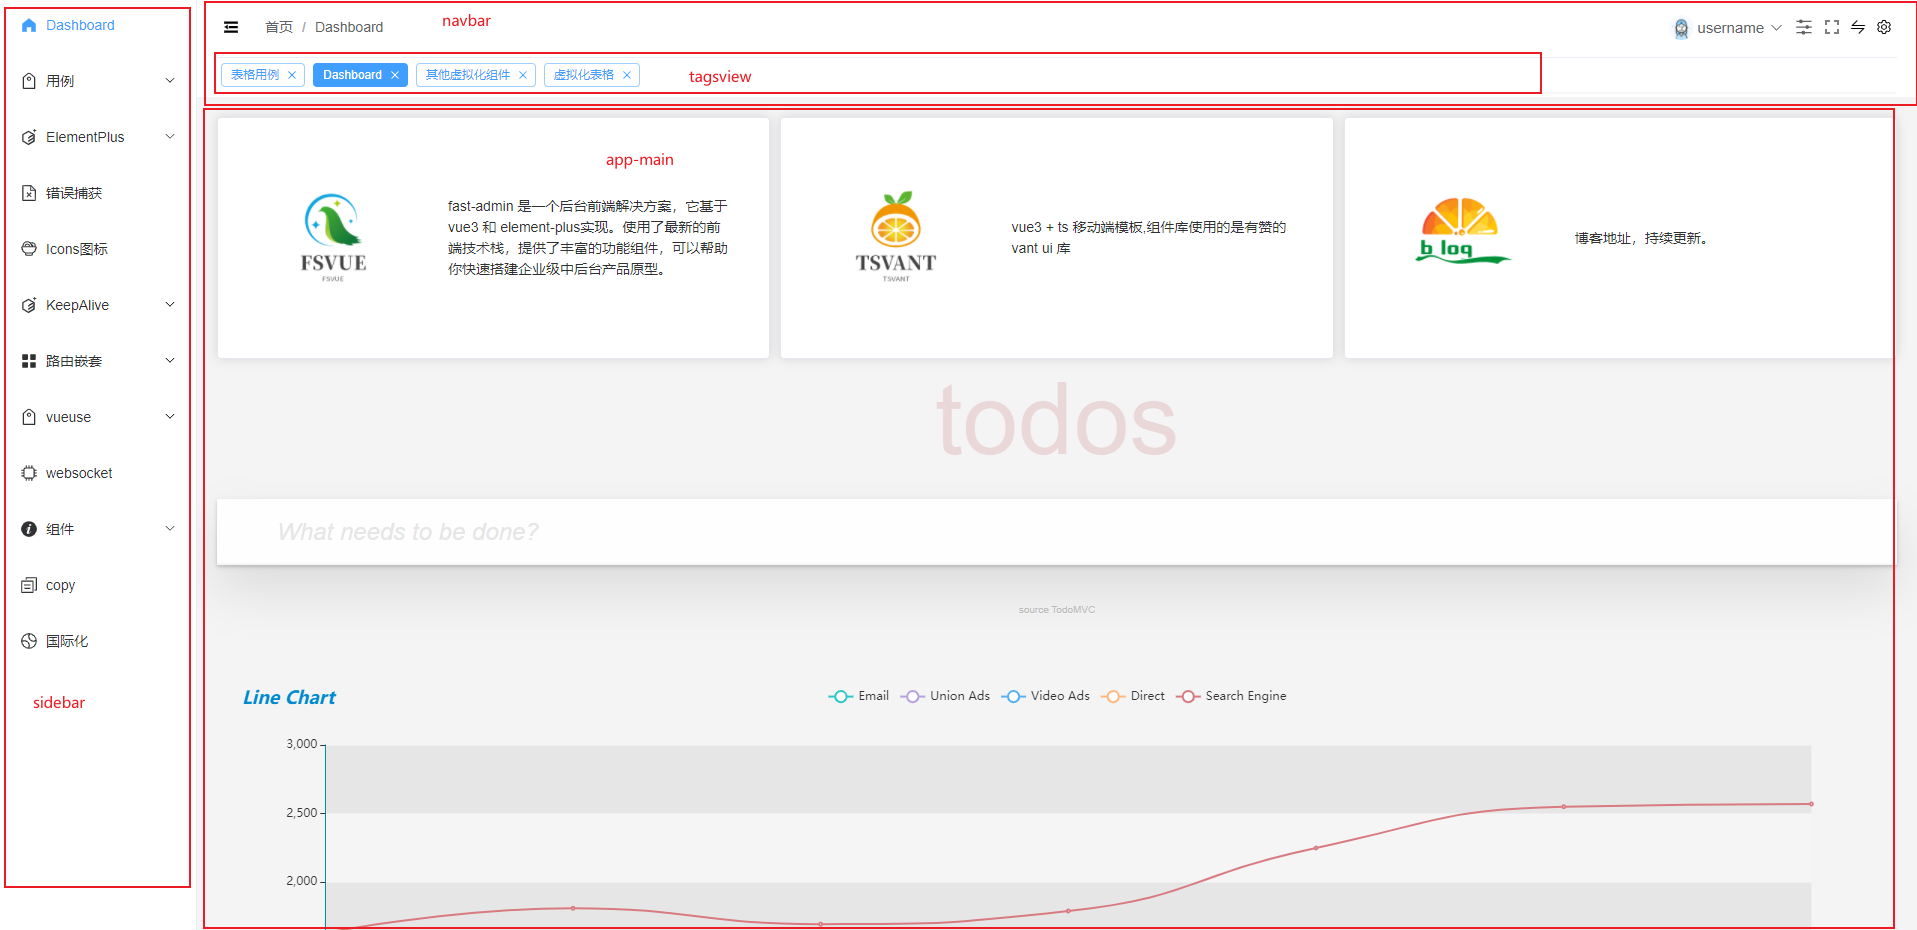 Dashboard
用例
ElementPlus
错误捕获
Icons图标
KeepAlive
路由嵌套
vueuse
websocket
组件
copy
国际化
sidebar
首页 / Dashboard
navbar
username
表格用例
Dashboard
其他虚拟化组件
虚拟化表格
tagsview
app-main
FSVUE
FSVUE
fast-admin 是一个后台前端解决方案，它基于
vue3 和 element-plus实现。使用了最新的前
端技术栈，提供了丰富的功能组件，可以帮助
你快速搭建企业级中后台产品原型。
TSVANT
TSVANT
vue3 + ts 移动端模板,组件库使用的是有赞的
vant ui 库
b log
博客地址，持续更新。
todos
What needs to be done?
source TodoMVC
Line Chart
Email
Union Ads
Video Ads
Direct
Search Engine
3,000
2,500
2,000